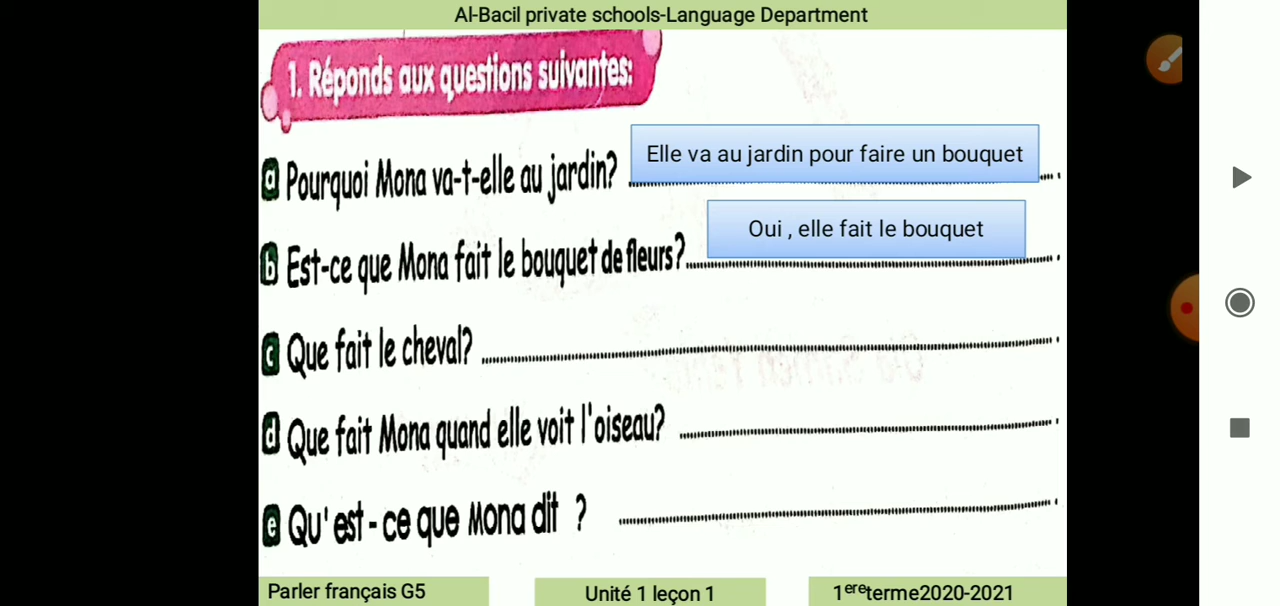 Al-Bacil private schools-Language Department
1. Réponds aux questions suivantes:
a Pourquoi Mona va-t-elle au jardin? Elle va au jardin pour faire un bouquet
b Est-ce que Mona fait le bouquet de fleurs? Oui , elle fait le bouquet
c Que fait le cheval?
d Que fait Mona quand elle voit l'oiseau?
e Qu'est-ce que Mona dit ?
Parler français G5 Unité 1 leçon 1 1ereterme2020-2021